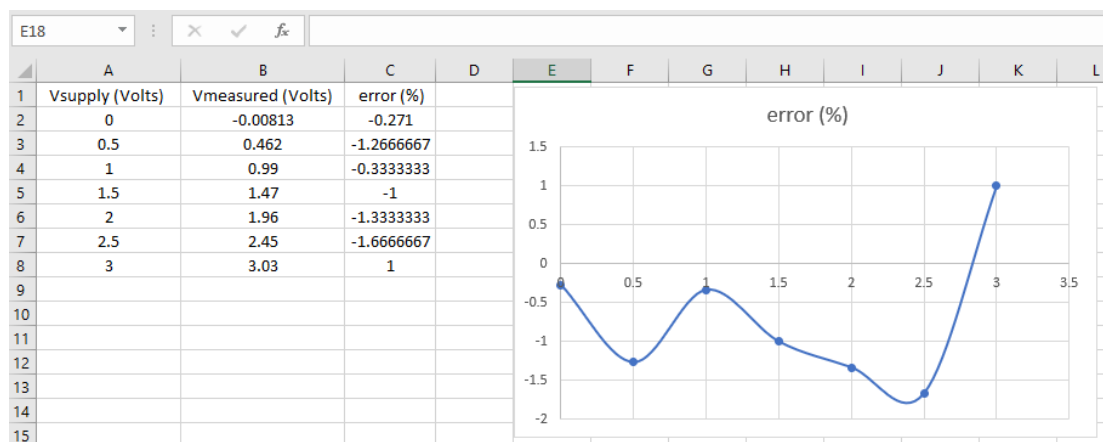 E18 fx
A B C D E F G H I J K L
1 Vsupply (Volts) Vmeasured (Volts) error (%)
2 0 -0.00813 -0.271
3 0.5 0.462 -1.2666667
4 1 0.99 -0.3333333
5 1.5 1.47 -1
6 2 1.96 -1.3333333
7 2.5 2.45 -1.6666667
8 3 3.03 1
9
10
11
12
13
14
15
error (%)
1.5
1
0.5
0
0 0.5 1 1.5 2 2.5 3 3.5
-0.5
-1
-1.5
-2